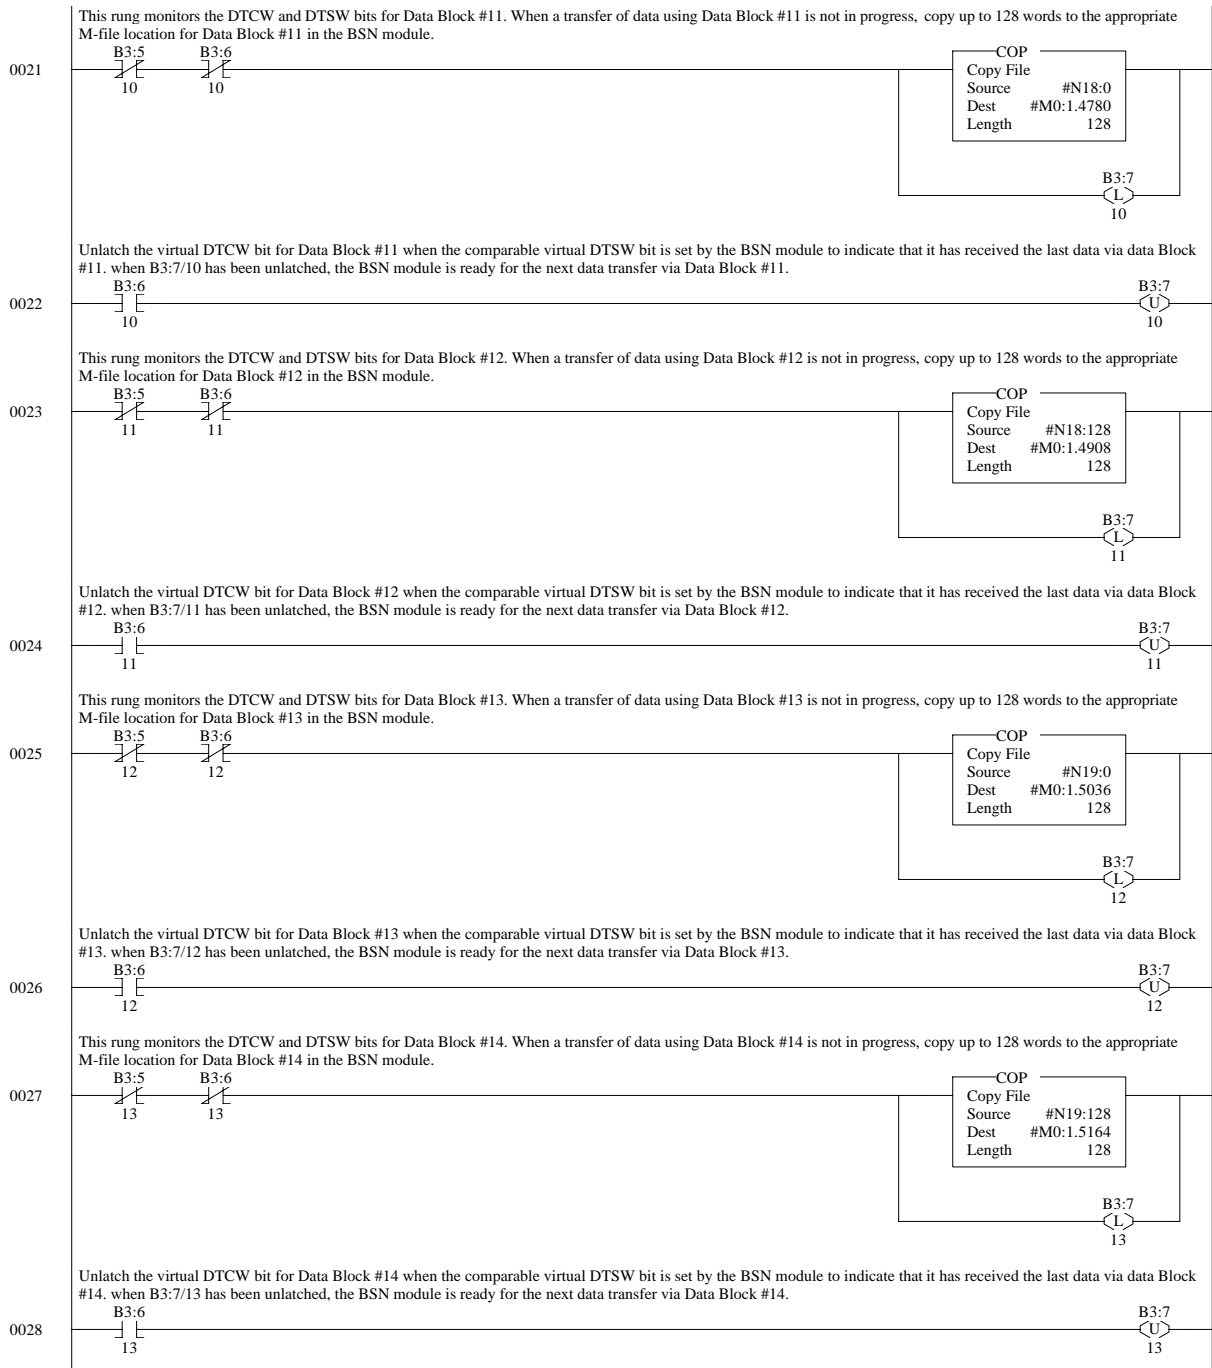 This rung monitors the DTCW and DTSW bits for Data Block #11. When a transfer of data using Data Block #11 is not in progress, copy up to 128 words to the appropriate
M-file location for Data Block #11 in the BSN module.
B3:5 B3:6
COP
0021
Copy File
10 10
Source #N18:0
Dest #M0:1.4780
Length 128
B3:7
L
10
Unlatch the virtual DTCW bit for Data Block #11 when the comparable virtual DTSW bit is set by the BSN module to indicate that it has received the last data via data Block
#11. when B3:7/10 has been unlatched, the BSN module is ready for the next data transfer via Data Block #11.
B3:6 B3:7
0022 U
10 10
This rung monitors the DTCW and DTSW bits for Data Block #12. When a transfer of data using Data Block #12 is not in progress, copy up to 128 words to the appropriate
M-file location for Data Block #12 in the BSN module.
B3:5 B3:6
COP
0023
Copy File
11 11
Source #N18:128
Dest #M0:1.4908
Length 128
B3:7
L
11
Unlatch the virtual DTCW bit for Data Block #12 when the comparable virtual DTSW bit is set by the BSN module to indicate that it has received the last data via data Block
#12. when B3:7/11 has been unlatched, the BSN module is ready for the next data transfer via Data Block #12.
B3:6 B3:7
0024 U
11 11
This rung monitors the DTCW and DTSW bits for Data Block #13. When a transfer of data using Data Block #13 is not in progress, copy up to 128 words to the appropriate
M-file location for Data Block #13 in the BSN module.
B3:5 B3:6
COP
0025
Copy File
12 12
Source #N19:0
Dest #M0:1.5036
Length 128
B3:7
L
12
Unlatch the virtual DTCW bit for Data Block #13 when the comparable virtual DTSW bit is set by the BSN module to indicate that it has received the last data via data Block
#13. when B3:7/12 has been unlatched, the BSN module is ready for the next data transfer via Data Block #13.
B3:6 B3:7
0026 U
12 12
This rung monitors the DTCW and DTSW bits for Data Block #14. When a transfer of data using Data Block #14 is not in progress, copy up to 128 words to the appropriate
M-file location for Data Block #14 in the BSN module.
B3:5 B3:6
COP
0027
Copy File
13 13
Source #N19:128
Dest #M0:1.5164
Length 128
B3:7
L
13
Unlatch the virtual DTCW bit for Data Block #14 when the comparable virtual DTSW bit is set by the BSN module to indicate that it has received the last data via data Block
#14. when B3:7/13 has been unlatched, the BSN module is ready for the next data transfer via Data Block #14.
B3:6 B3:7
0028 U
13 13